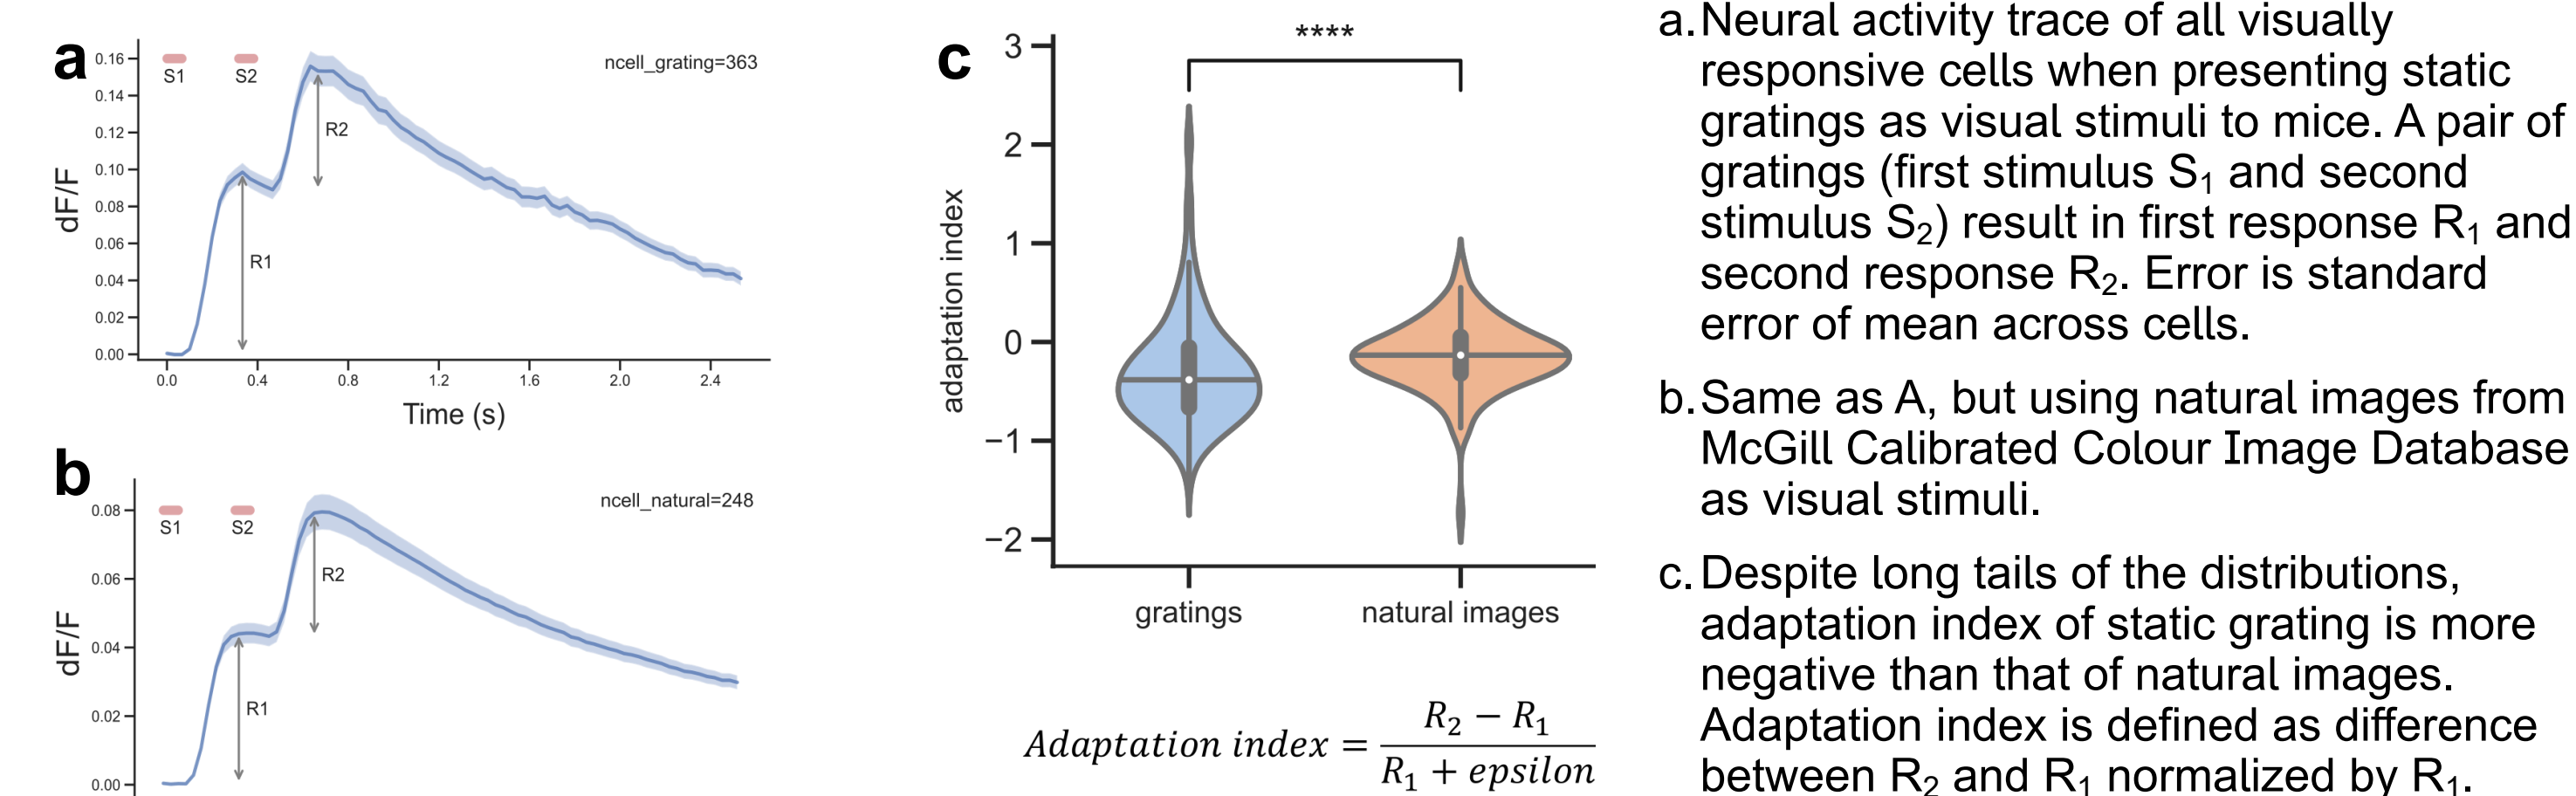 a
0.16
0.14
0.12
0.10
0.08
0.06
0.04
0.02
0.00
dF/F
S1
S2
ncell_grating=363
R1
R2
0.0
0.4
0.8
1.2
1.6
2.0
2.4
Time (s)
b
0.08
0.06
0.04
0.02
0.00
dF/F
S1
S2
ncell_natural=248
R1
R2
c
****
3
2
1
0
−1
−2
adaptation index
gratings
natural images
Adaptation index = R₂ − R₁ / R₁ + epsilon
a. Neural activity trace of all visually
responsive cells when presenting static
gratings as visual stimuli to mice. A pair of
gratings (first stimulus S₁ and second
stimulus S₂) result in first response R₁ and
second response R₂. Error is standard
error of mean across cells.
b. Same as A, but using natural images from
McGill Calibrated Colour Image Database
as visual stimuli.
c. Despite long tails of the distributions,
adaptation index of static grating is more
negative than that of natural images.
Adaptation index is defined as difference
between R₂ and R₁ normalized by R₁.